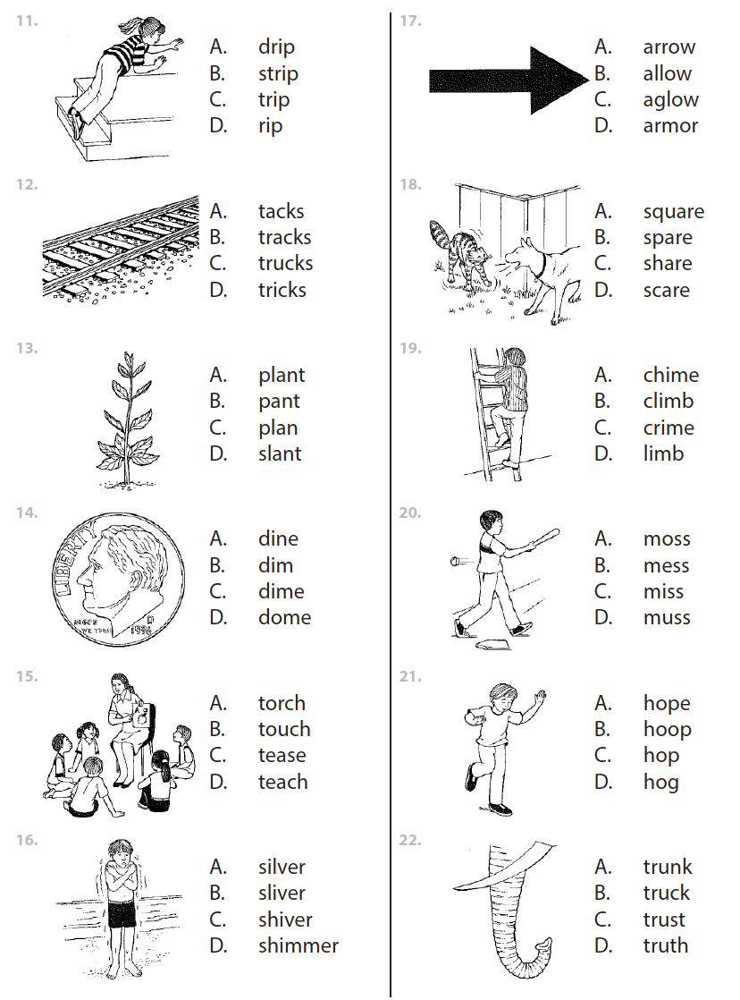 11.
A. drip
B. strip
C. trip
D. rip
12.
A. tacks
B. tracks
C. trucks
D. tricks
13.
A. plant
B. pant
C. plan
D. slant
14.
LIBERTY
WE TRUST
D
1996
A. dine
B. dim
C. dime
D. dome
15.
A. torch
B. touch
C. tease
D. teach
16.
A. silver
B. sliver
C. shiver
D. shimmer
17.
A. arrow
B. allow
C. aglow
D. armor
18.
A. square
B. spare
C. share
D. scare
19.
A. chime
B. climb
C. crime
D. limb
20.
A. moss
B. mess
C. miss
D. muss
21.
A. hope
B. hoop
C. hop
D. hog
22.
A. trunk
B. truck
C. trust
D. truth